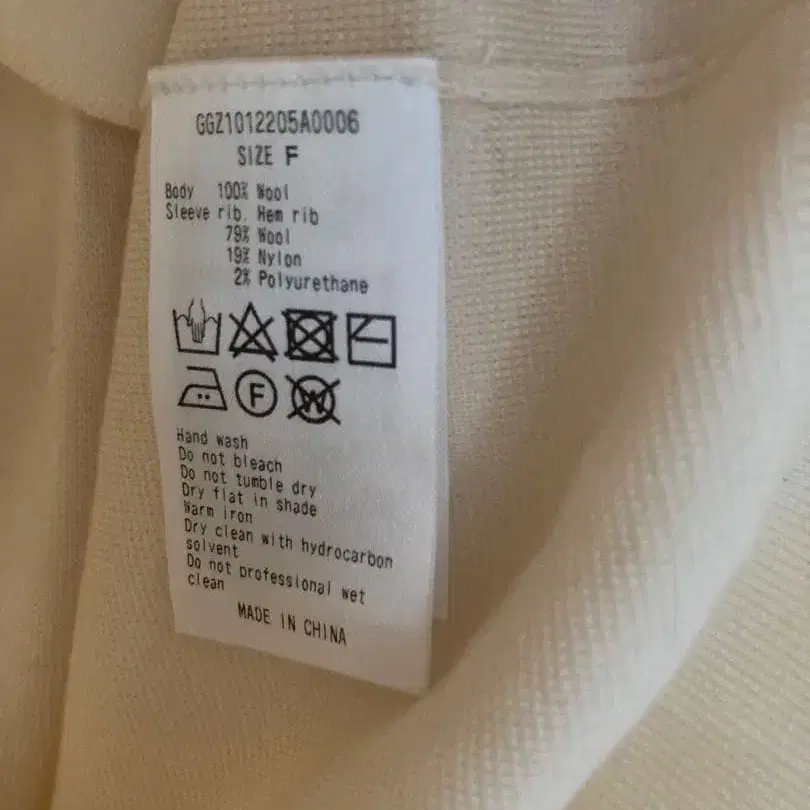 GGZ1012205A0006
SIZE F
Body 100% Wool
Sleeve rib. Hem rib
79% Wool
19% Nylon
2% Polyurethane
F W
Hand wash
Do not bleach
Do not tumble dry
Dry flat in shade
Warm iron
Dry clean with hydrocarbon
solvent
Do not professional wet
clean
MADE IN CHINA